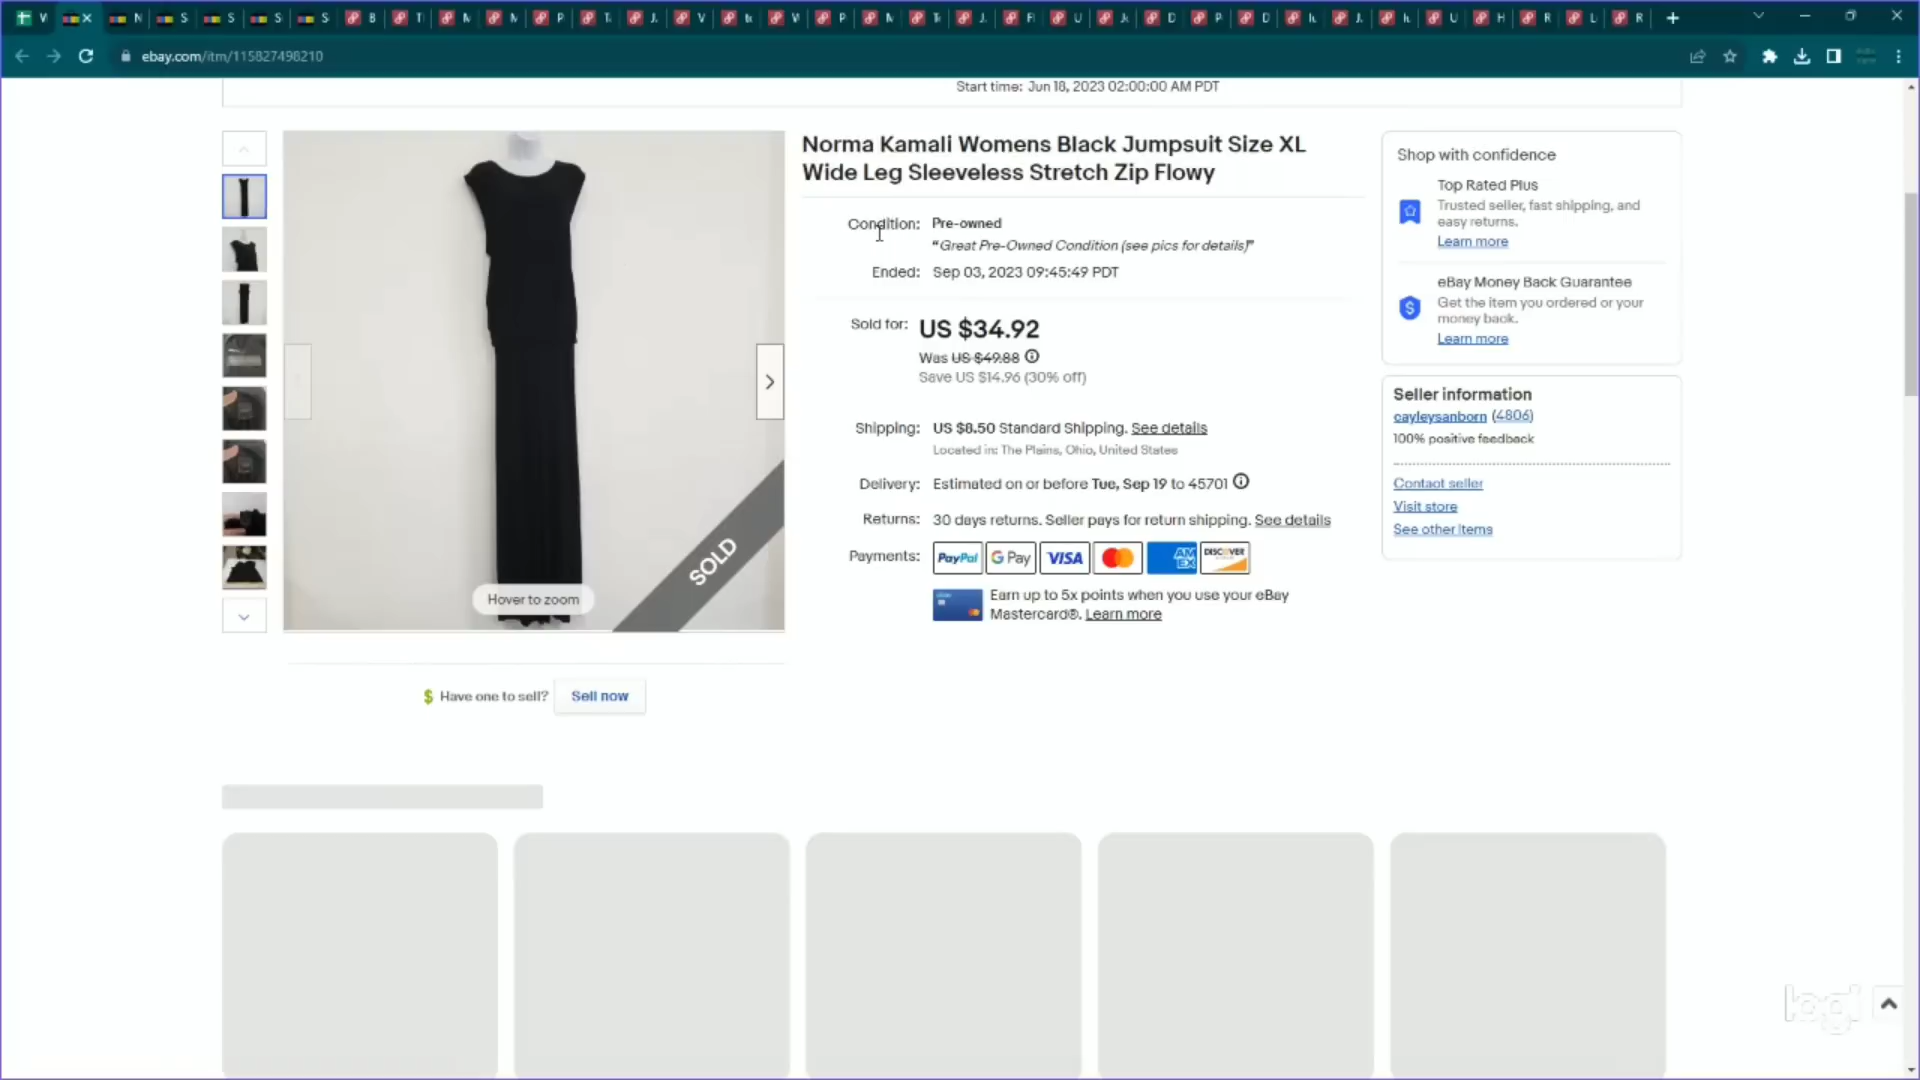 ebay.com/itm/115827498210
Start time: Jun 18, 2023 02:00:00 AM PDT
Norma Kamali Womens Black Jumpsuit Size XL
Wide Leg Sleeveless Stretch Zip Flowy
Condition: Pre-owned
"Great Pre-Owned Condition (see pics for details)"
Ended: Sep 03, 2023 09:45:49 PDT
Sold for: US $34.92
Was US $49.88
Save US $14.96 (30% off)
Shipping: US $8.50 Standard Shipping. See details
Located in: The Plains, Ohio, United States
Delivery: Estimated on or before Tue, Sep 19 to 45701
Returns: 30 days returns. Seller pays for return shipping. See details
Payments: PayPal G Pay VISA AM EX DISCOVER
Earn up to 5x points when you use your eBay
Mastercard®. Learn more
SOLD
Hover to zoom
$ Have one to sell? Sell now
Shop with confidence
Top Rated Plus
Trusted seller, fast shipping, and
easy returns.
Learn more
eBay Money Back Guarantee
Get the item you ordered or your
money back.
Learn more
Seller information
cayleysanborn (4806)
100% positive feedback
Contact seller
Visit store
See other items
logi